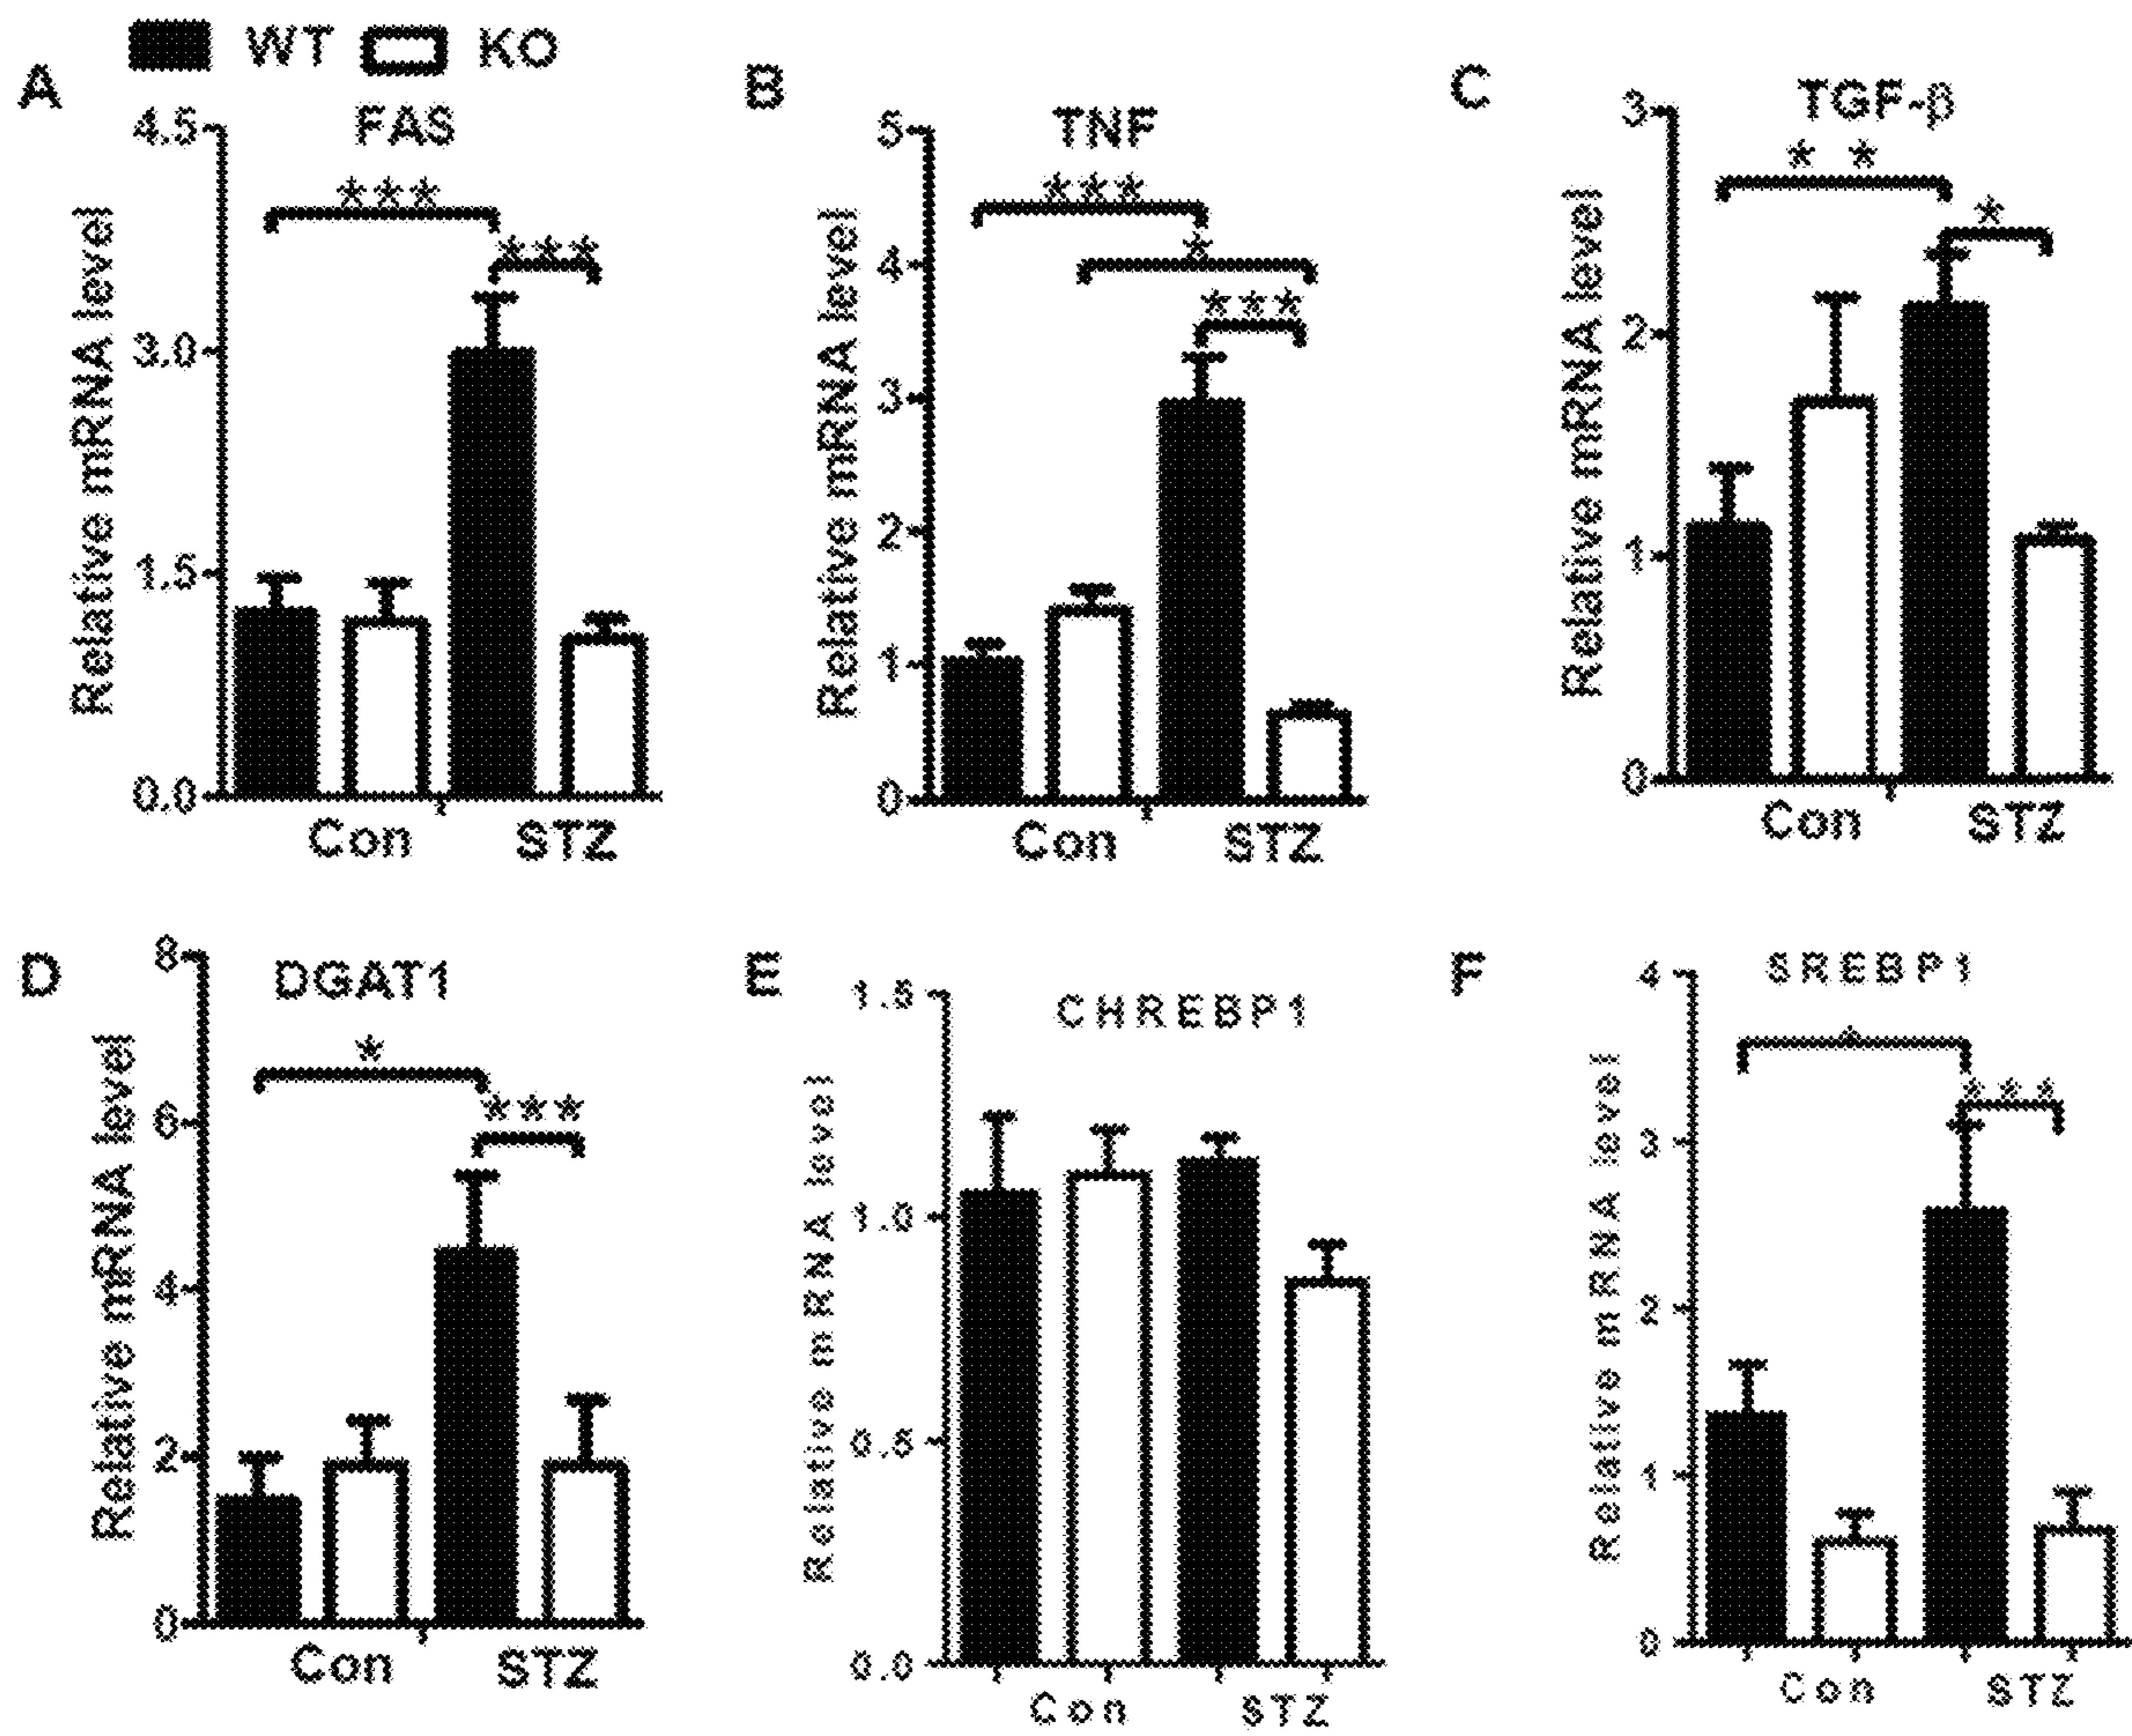 WT KO
A
FAS
4.5
3.0
1.5
0.0
Relative mRNA level
***
***
Con STZ
B
TNF
5
4
3
2
1
0
Relative mRNA level
***
*
***
Con STZ
C
TGF-β
3
2
1
0
Relative mRNA level
* *
*
Con STZ
D
DGAT1
8
6
4
2
0
Relative mRNA level
*
***
Con STZ
E
CHREBP1
1.5
1.0
0.5
0.0
Relative mRNA level
Con STZ
F
SREBP1
4
3
2
1
0
Relative mRNA level
*
***
Con STZ